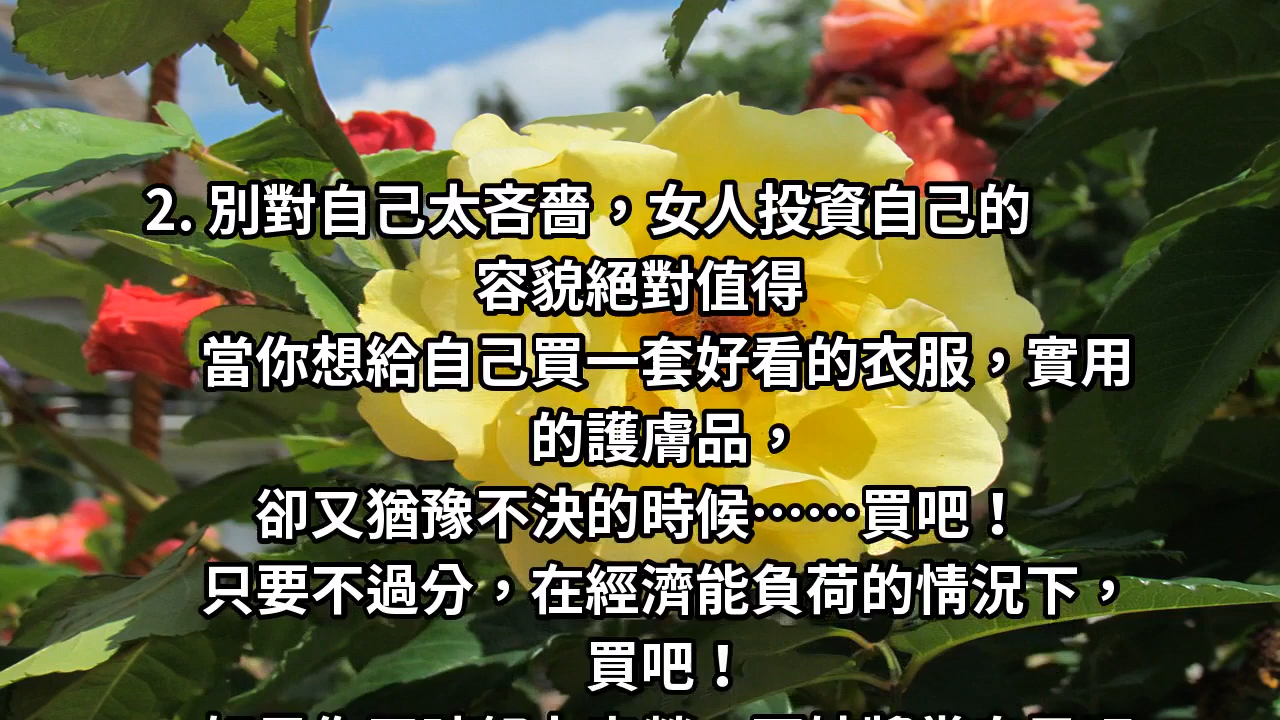 2. 別對自己太吝嗇，女人投資自己的
容貌絕對值得
當你想給自己買一套好看的衣服，實用
的護膚品，
卻又猶豫不決的時候……買吧！
只要不過分，在經濟能負荷的情況下，
買吧！